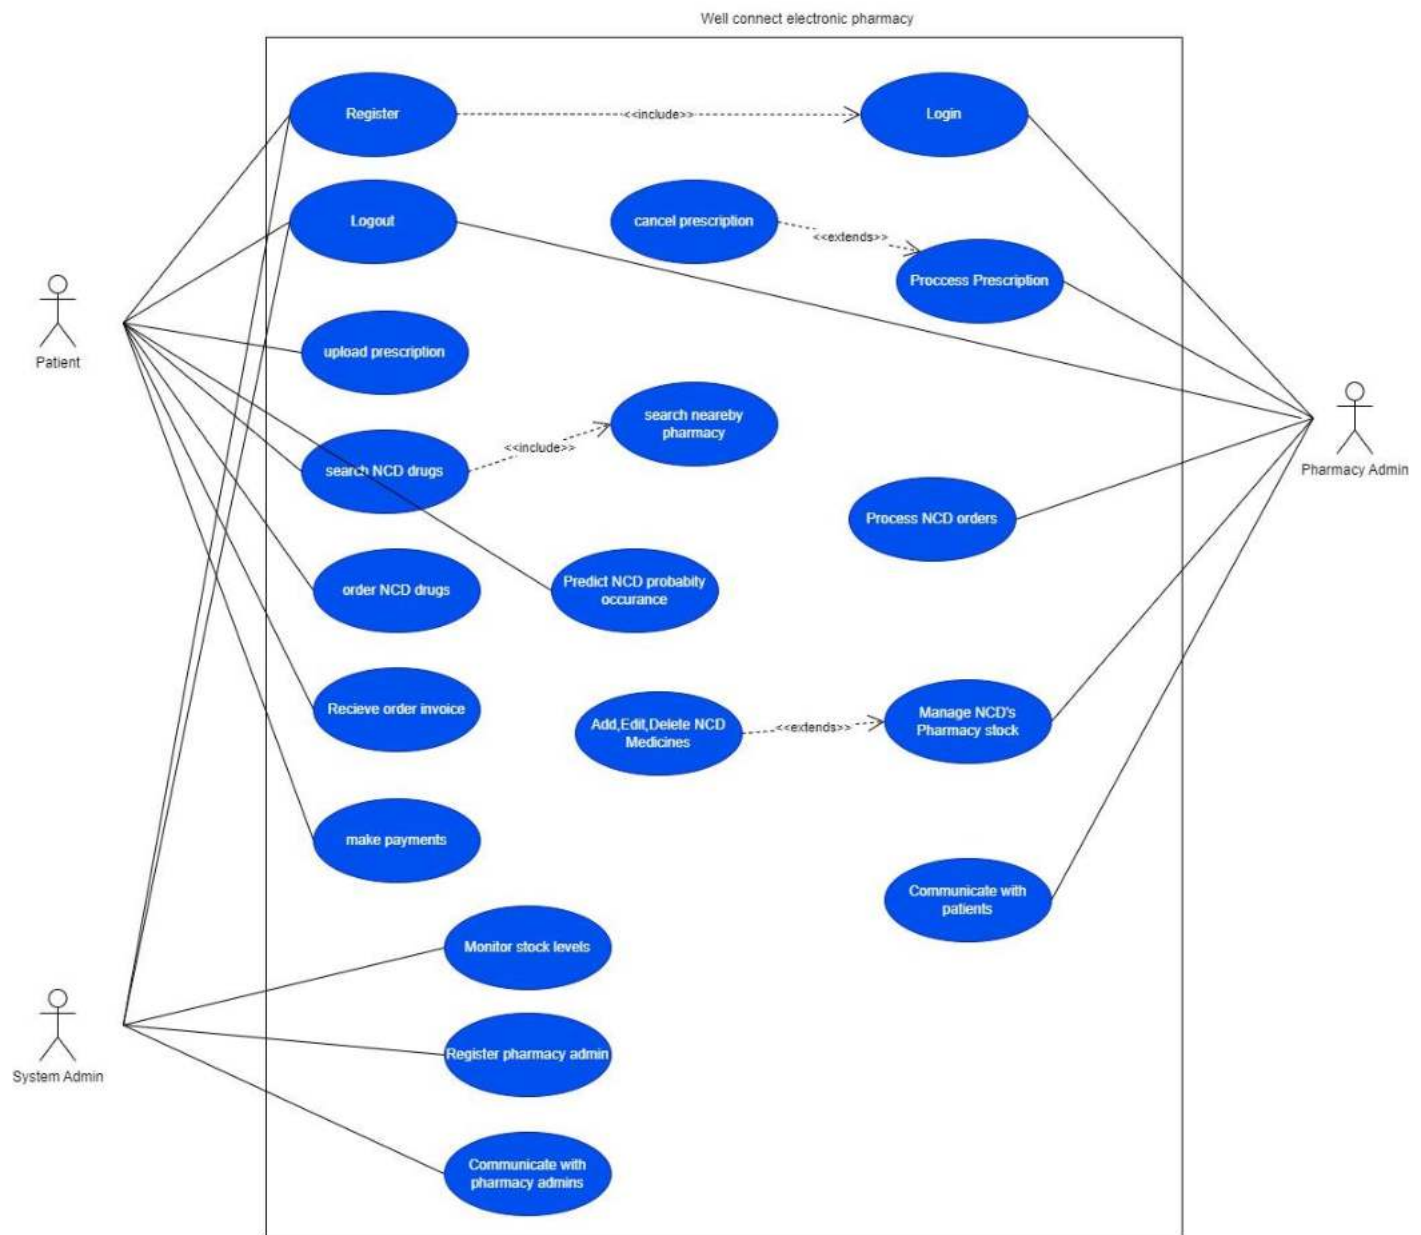 Well connect electronic pharmacy
Register
<<include>>
Login
Logout
cancel prescription
<<extends>>
Proccess Prescription
Patient
upload prescription
search neareby
pharmacy
<<include>>
search NCD drugs
Pharmacy Admin
Process NCD orders
order NCD drugs
Predict NCD probabity
occurance
Recieve order invoice
Add,Edit,Delete NCD
Medicines
<<extends>>
Manage NCD's
Pharmacy stock
make payments
Communicate with
patients
Monitor stock levels
System Admin
Register pharmacy admin
Communicate with
pharmacy admins